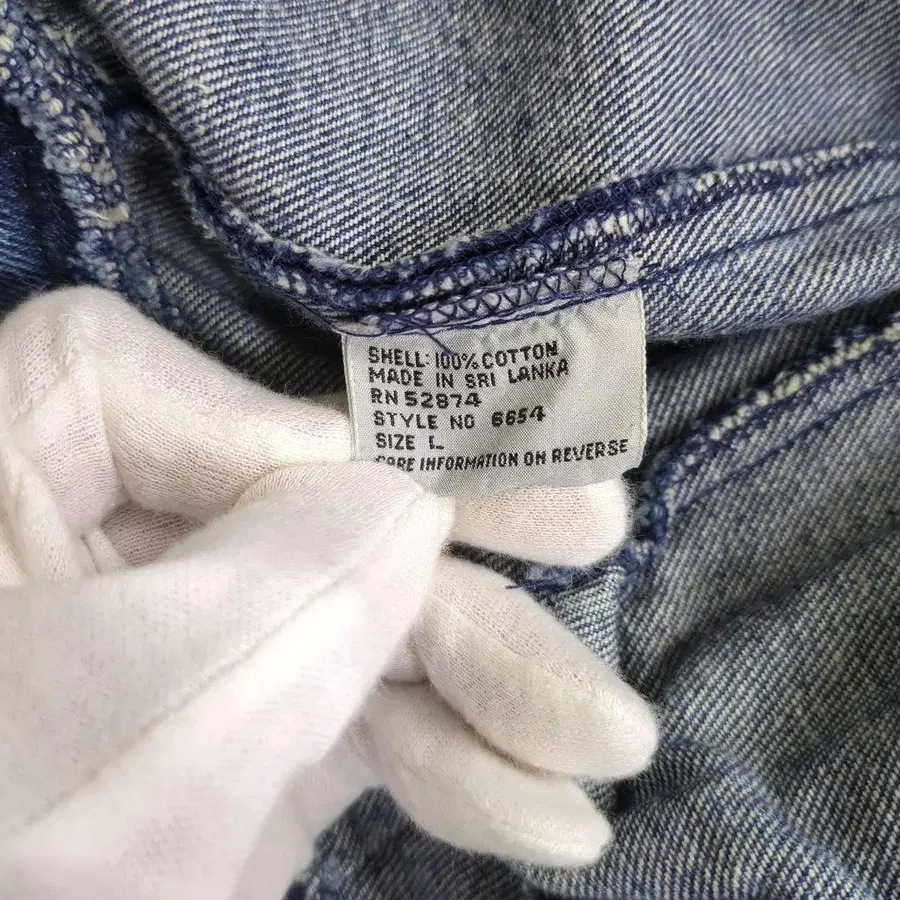 SHELL: 100% COTTON
MADE IN SRI LANKA
RN 52874
STYLE NO 6654
SIZE L
CARE INFORMATION ON REVERSE